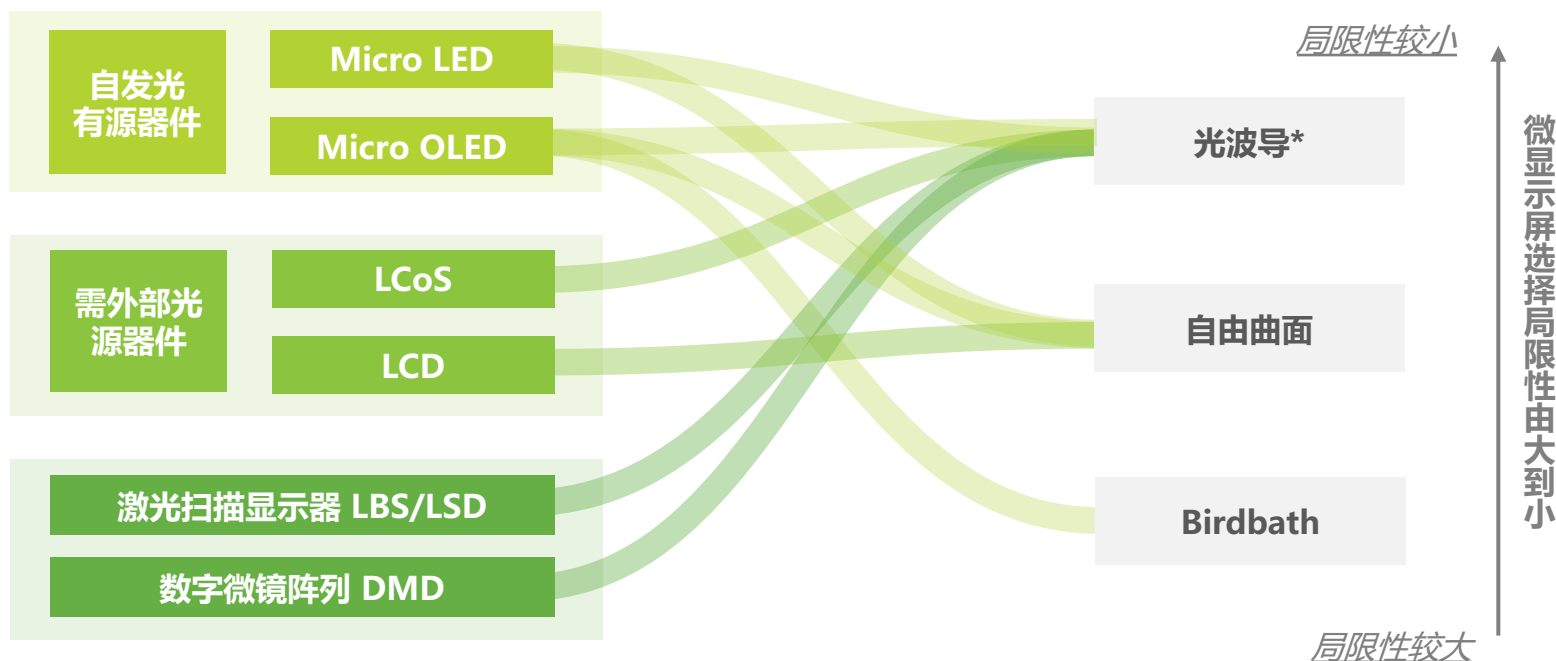 自发光
有源器件
Micro LED
Micro OLED
需外部光
源器件
LCoS
LCD
激光扫描显示器 LBS/LSD
数字微镜阵列 DMD
光波导*
自由曲面
Birdbath
局限性较小
微显示屏选择局限性由大到小
局限性较大